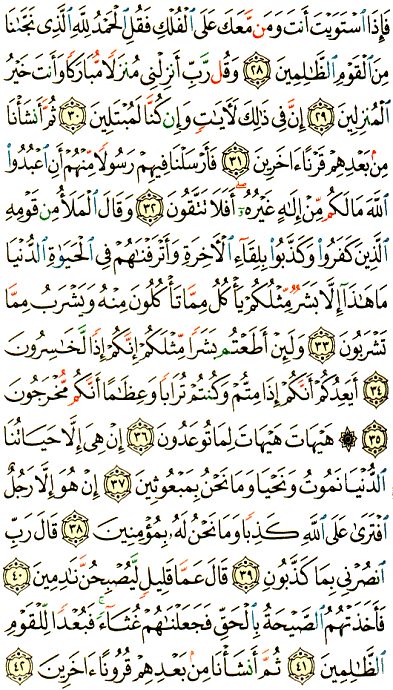 فَإِذَا ٱسْتَوَيْتَ أَنتَ وَمَن مَّعَكَ عَلَى ٱلْفُلْكِ فَقُلِ ٱلْحَمْدُ لِلَّهِ ٱلَّذِى نَجَّىٰنَا
مِنَ ٱلْقَوْمِ ٱلظَّـٰلِمِينَ ٢٨ وَقُل رَّبِّ أَنزِلْنِى مُنزَلًا مُّبَارَكًا وَأَنتَ خَيْرُ
ٱلْمُنزِلِينَ ٢٩ إِنَّ فِى ذَٰلِكَ لَـَٔايَـٰتٍ وَإِن كُنَّا لَمُبْتَلِينَ ٣٠ ثُمَّ أَنشَأْنَا
مِنۢ بَعْدِهِمْ قَرْنًا ءَاخَرِينَ ٣١ فَأَرْسَلْنَا فِيهِمْ رَسُولًا مِّنْهُمْ أَنِ ٱعْبُدُوا۟
ٱللَّهَ مَا لَكُم مِّنْ إِلَـٰهٍ غَيْرُهُۥٓ ۖ أَفَلَا تَتَّقُونَ ٣٢ وَقَالَ ٱلْمَلَأُ مِن قَوْمِهِ
ٱلَّذِينَ كَفَرُوا۟ وَكَذَّبُوا۟ بِلِقَآءِ ٱلْـَٔاخِرَةِ وَأَتْرَفْنَـٰهُمْ فِى ٱلْحَيَوٰةِ ٱلدُّنْيَا
مَا هَـٰذَآ إِلَّا بَشَرٌ مِّثْلُكُمْ يَأْكُلُ مِمَّا تَأْكُلُونَ مِنْهُ وَيَشْرَبُ مِمَّا
تَشْرَبُونَ ٣٣ وَلَئِنْ أَطَعْتُم بَشَرًا مِّثْلَكُمْ إِنَّكُمْ إِذًا لَّخَـٰسِرُونَ
٣٤ أَيَعِدُكُمْ أَنَّكُمْ إِذَا مِتُّمْ وَكُنتُمْ تُرَابًا وَعِظَـٰمًا أَنَّكُم مُّخْرَجُونَ
٣٥ ۞ هَيْهَاتَ هَيْهَاتَ لِمَا تُوعَدُونَ ٣٦ إِنْ هِىَ إِلَّا حَيَاتُنَا
ٱلدُّنْيَا نَمُوتُ وَنَحْيَا وَمَا نَحْنُ بِمَبْعُوثِينَ ٣٧ إِنْ هُوَ إِلَّا رَجُلٌ
ٱفْتَرَىٰ عَلَى ٱللَّهِ كَذِبًا وَمَا نَحْنُ لَهُۥ بِمُؤْمِنِينَ ٣٨ قَالَ رَبِّ
ٱنصُرْنِى بِمَا كَذَّبُونِ ٣٩ قَالَ عَمَّا قَلِيلٍ لَّيُصْبِحُنَّ نَـٰدِمِينَ ٤٠
فَأَخَذَتْهُمُ ٱلصَّيْحَةُ بِٱلْحَقِّ فَجَعَلْنَـٰهُمْ غُثَآءً ۚ فَبُعْدًا لِّلْقَوْمِ
ٱلظَّـٰلِمِينَ ٤١ ثُمَّ أَنشَأْنَا مِنۢ بَعْدِهِمْ قُرُونًا ءَاخَرِينَ ٤٢